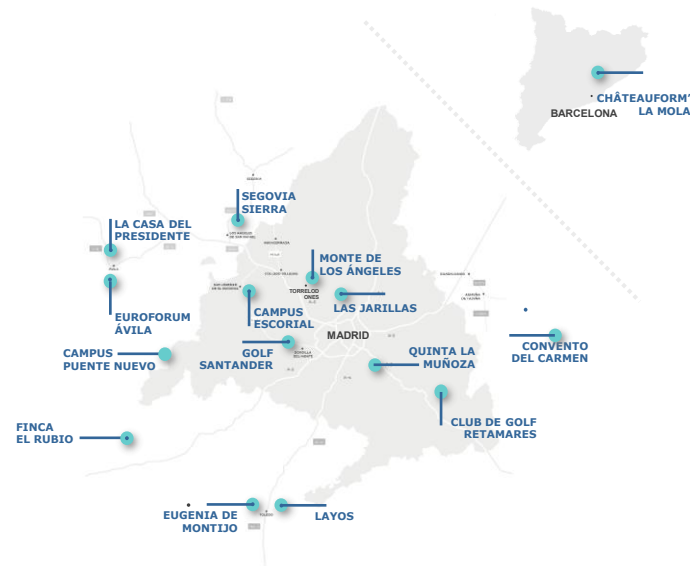 CHÂTEAUFORM'
LA MOLA
BARCELONA
SEGOVIA
SIERRA
LA CASA DEL
PRESIDENTE
MONTE DE
LOS ÁNGELES
TORRELOD
ONES
LAS JARILLAS
EUROFORUM
ÁVILA
CAMPUS
ESCORIAL
MADRID
CONVENTO
DEL CARMEN
CAMPUS
PUENTE NUEVO
GOLF
SANTANDER
QUINTA LA
MUÑOZA
CLUB DE GOLF
RETAMARES
FINCA
EL RUBIO
EUGENIA DE
MONTIJO
LAYOS